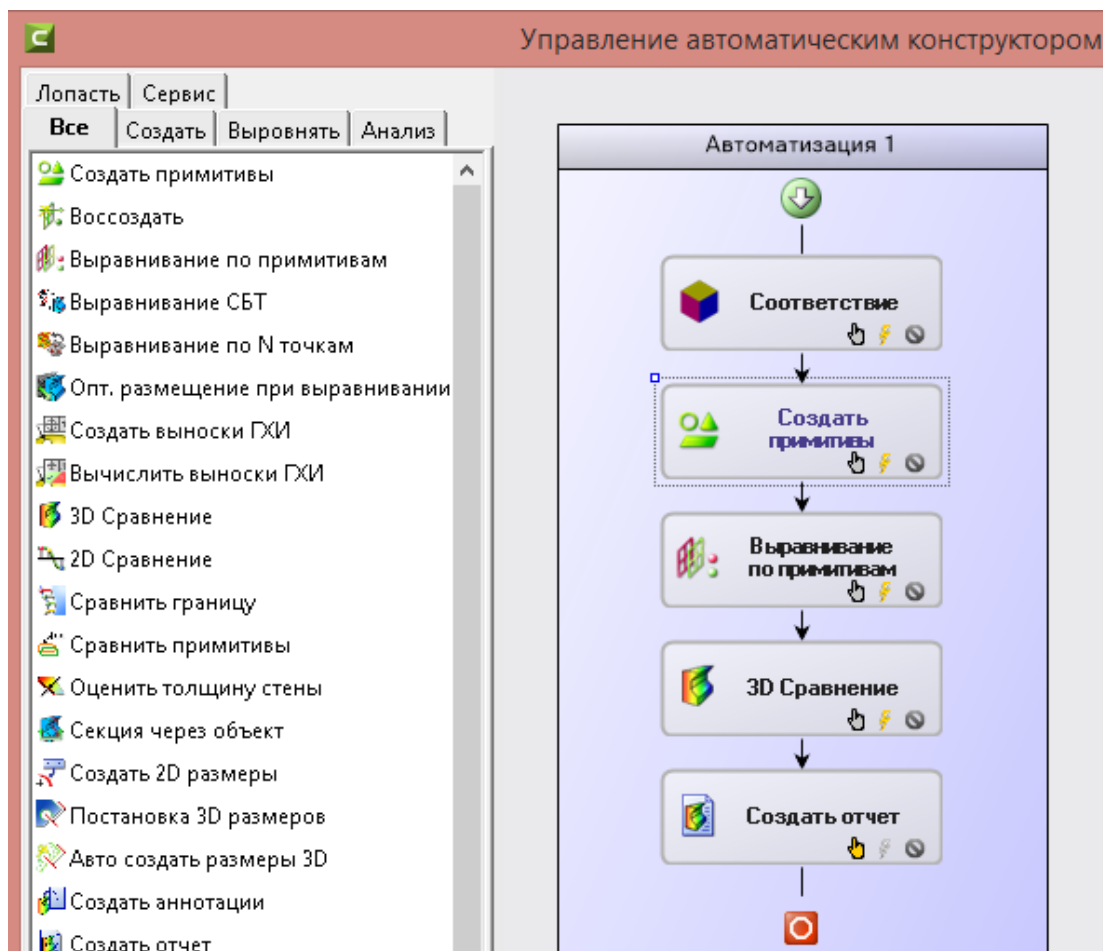 Управление автоматическим конструктором
Лопасть
Сервис
Все
Создать
Выровнять
Анализ
Создать примитивы
Воссоздать
Выравнивание по примитивам
Выравнивание СБТ
Выравнивание по N точкам
Опт. размещение при выравнивании
Создать выноски ГХИ
Вычислить выноски ГХИ
3D Сравнение
2D Сравнение
Сравнить границу
Сравнить примитивы
Оценить толщину стены
Секция через объект
Создать 2D размеры
Постановка 3D размеров
Авто создать размеры 3D
Создать аннотации
Создать отчет
Автоматизация 1
Соответствие
Создать
примитивы
Выравнивание
по примитивам
3D Сравнение
Создать отчет